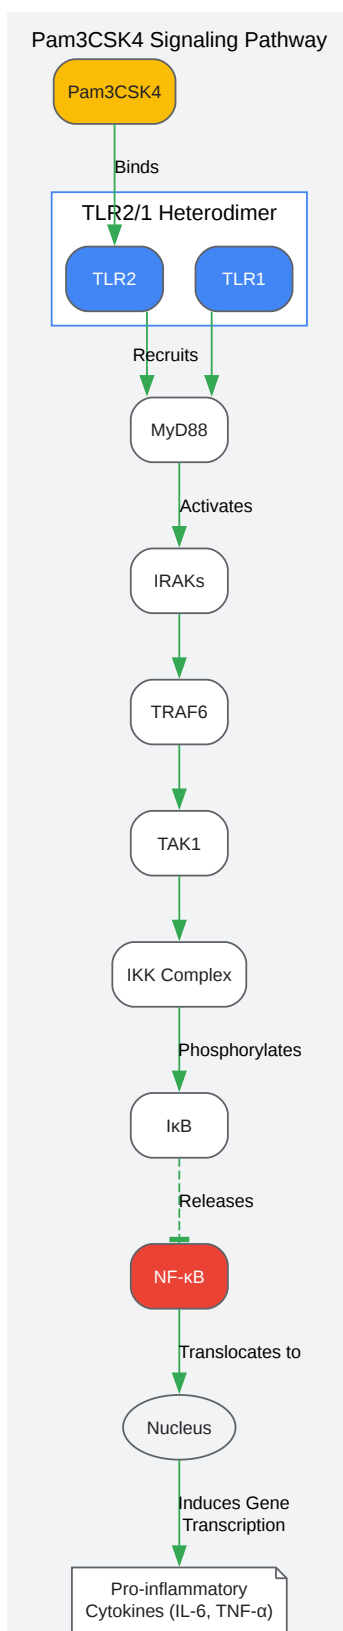 Pam3CSK4 Signaling Pathway
Pam3CSK4
Binds
TLR2/1 Heterodimer
TLR2
TLR1
Recruits
MyD88
Activates
IRAKs
TRAF6
TAK1
IKK Complex
Phosphorylates
IκB
Releases
NF-κB
Translocates to
Nucleus
Induces Gene
Transcription
Pro-inflammatory
Cytokines (IL-6, TNF-α)